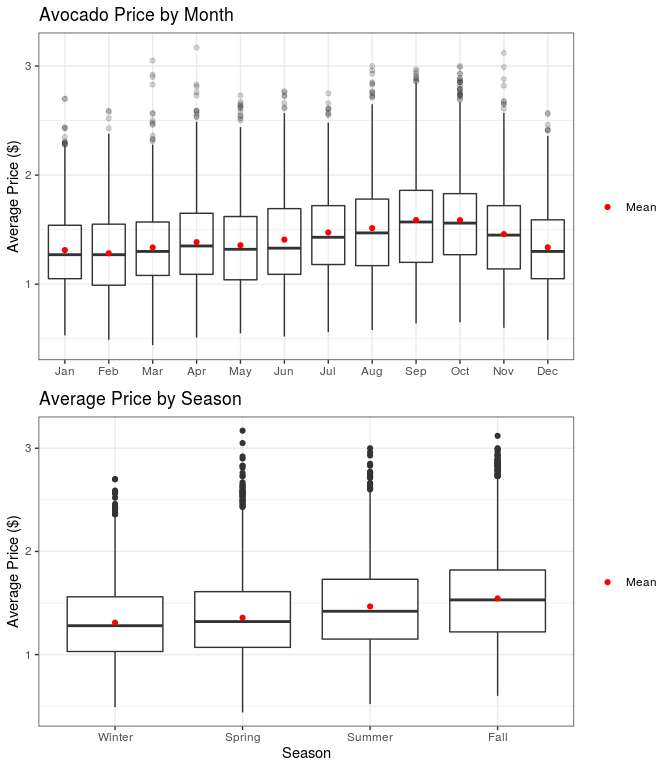 Avocado Price by Month
Average Price ($)
3
2
1
Jan Feb Mar Apr May Jun Jul Aug Sep Oct Nov Dec
Mean
Average Price by Season
Average Price ($)
3
2
1
Winter Spring Summer Fall
Season
Mean